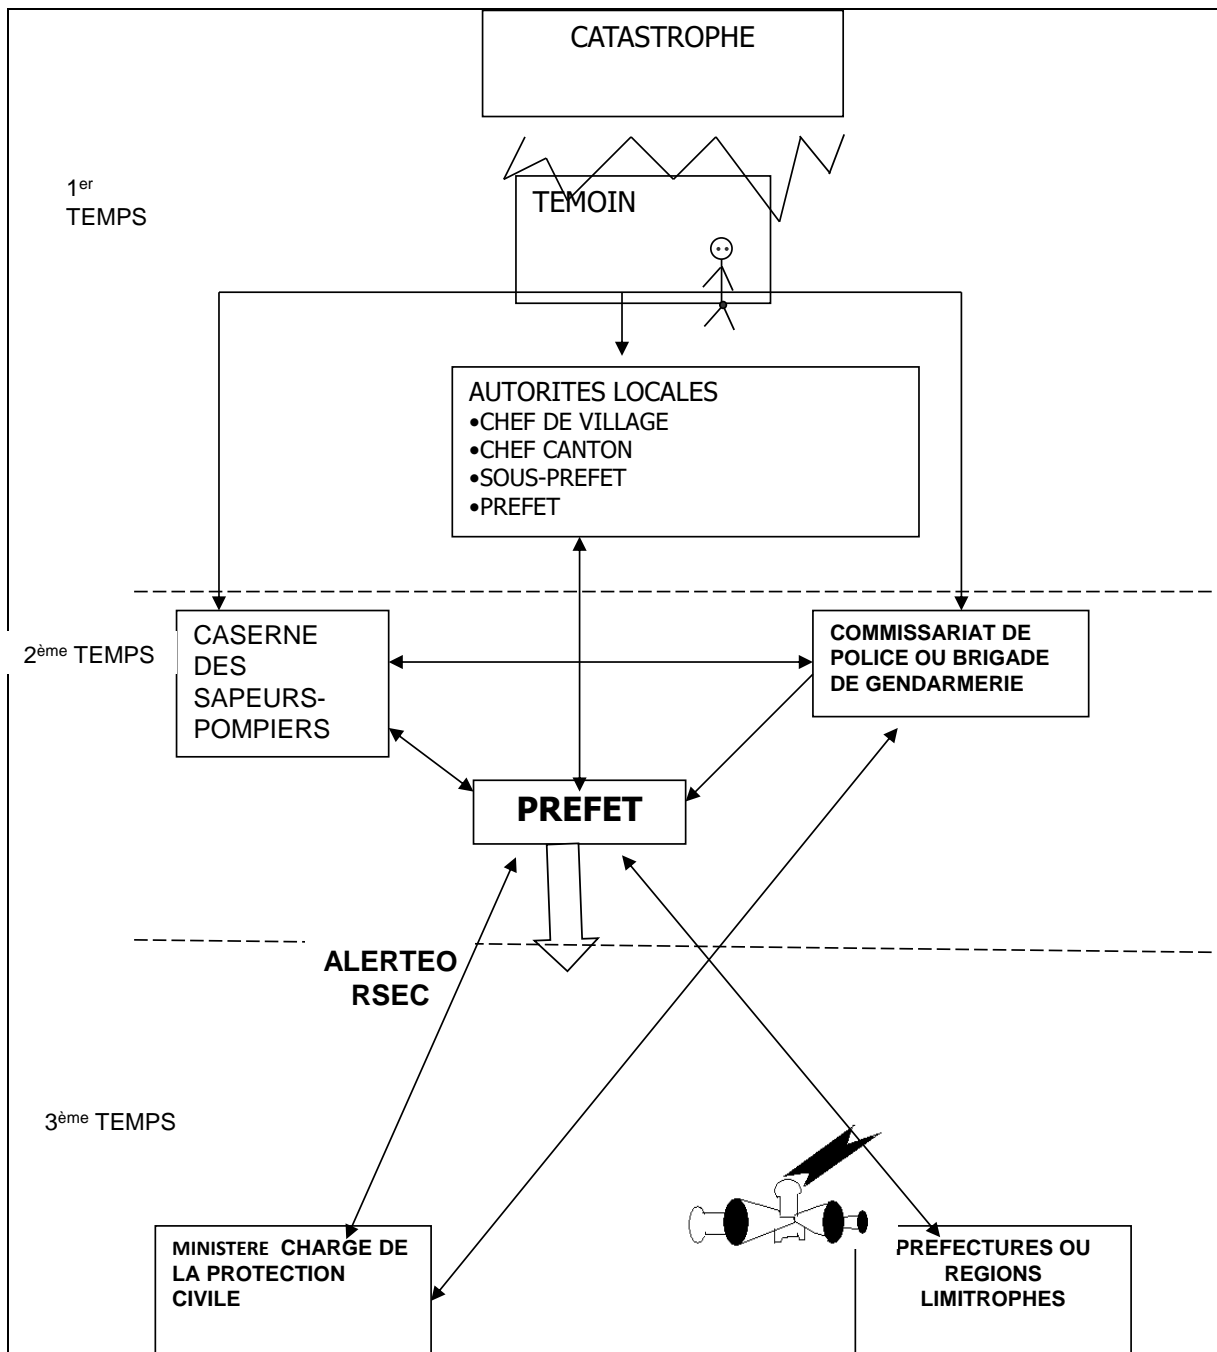 CATASTROPHE
1er
TEMPS
TEMOIN
AUTORITES LOCALES
•CHEF DE VILLAGE
•CHEF CANTON
•SOUS-PREFET
•PREFET
2ème TEMPS
CASERNE
DES
SAPEURS-
POMPIERS
COMMISSARIAT DE
POLICE OU BRIGADE
DE GENDARMERIE
PREFET
ALERTEO
RSEC
3ème TEMPS
MINISTERE CHARGE DE
LA PROTECTION
CIVILE
PREFECTURES OU
REGIONS
LIMITROPHES